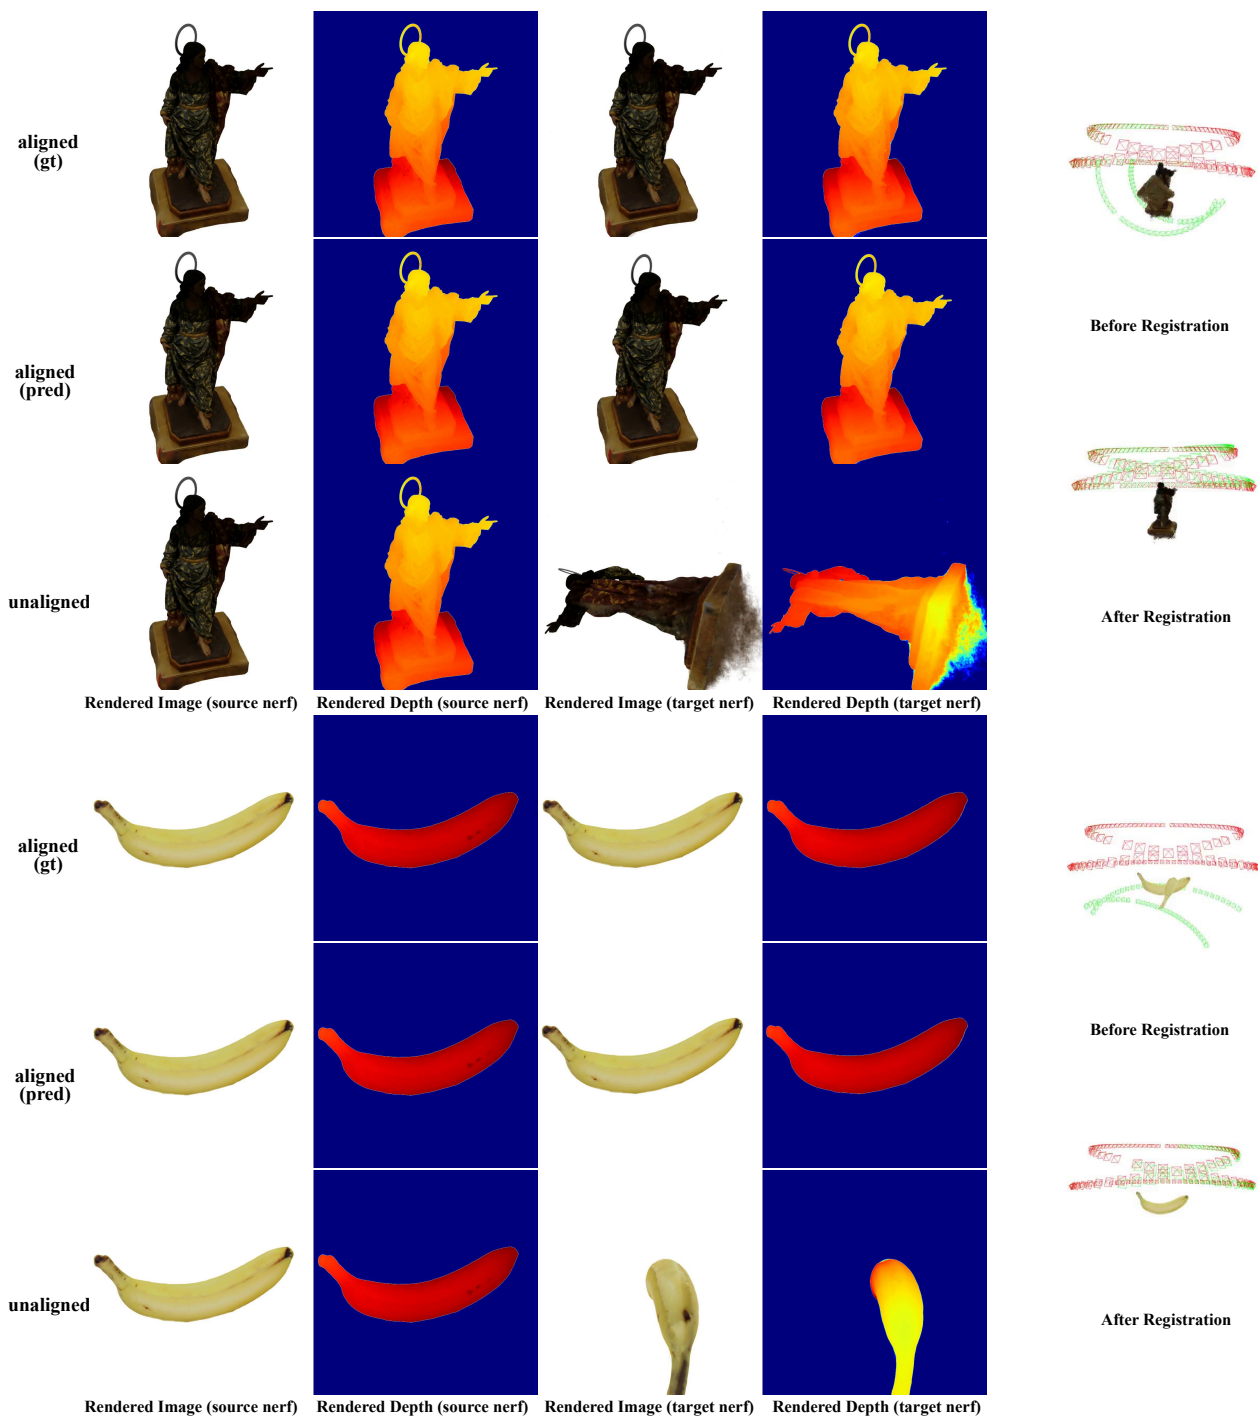 aligned
(gt)
Before Registration
aligned
(pred)
unaligned
After Registration
Rendered Image (source nerf) Rendered Depth (source nerf) Rendered Image (target nerf) Rendered Depth (target nerf)
aligned
(gt)
Before Registration
aligned
(pred)
unaligned
After Registration
Rendered Image (source nerf) Rendered Depth (source nerf) Rendered Image (target nerf) Rendered Depth (target nerf)